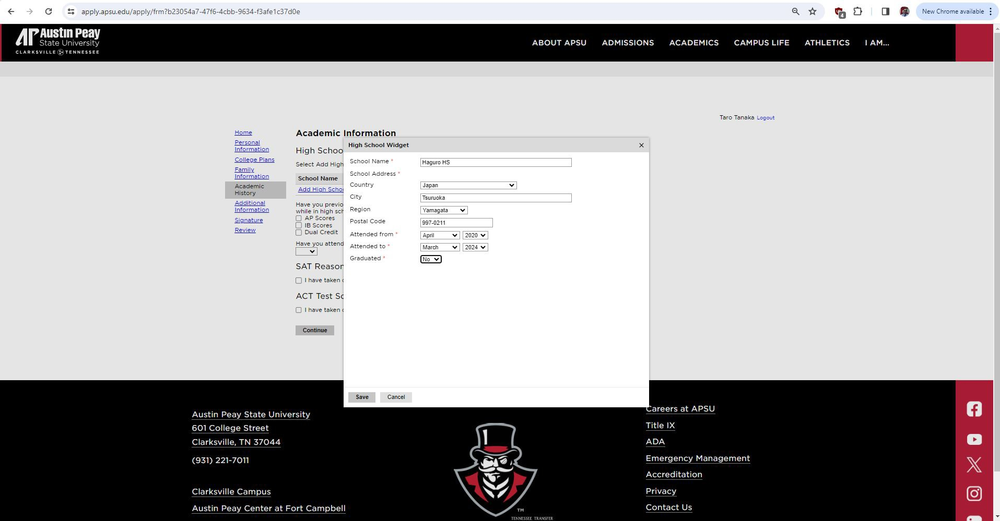 apply.apsu.edu/apply/frm?b23054a7-47f6-4cbb-9634-f3afe1c37d0e
4
New Chrome available
AP Austin Peay
State University
CLARKSVILLE TENNESSEE
ABOUT APSU
ADMISSIONS
ACADEMICS
CAMPUS LIFE
ATHLETICS
I AM...
Taro Tanaka Logout
Home
Personal
Information
College Plans
Family
Information
Academic
History
Additional
Information
Signature
Review
Academic Information
High Schoo
Select Add High
School Name
Add High Schoo
Have you previo
while in high sch
AP Scores
IB Scores
Dual Credit
Have you attend
SAT Reason
I have taken
ACT Test Sc
I have taken
Continue
High School Widget
School Name * Haguro HS
School Address *
Country Japan
City Tsuruoka
Region Yamagata
Postal Code 997-0211
Attended from * April 2020
Attended to * March 2024
Graduated * No
Save Cancel
Austin Peay State University
601 College Street
Clarksville, TN 37044
(931) 221-7011
Clarksville Campus
Austin Peay Center at Fort Campbell
TM
TENNESSEE TRANSFER
Careers at APSU
Title IX
ADA
Emergency Management
Accreditation
Privacy
Contact Us